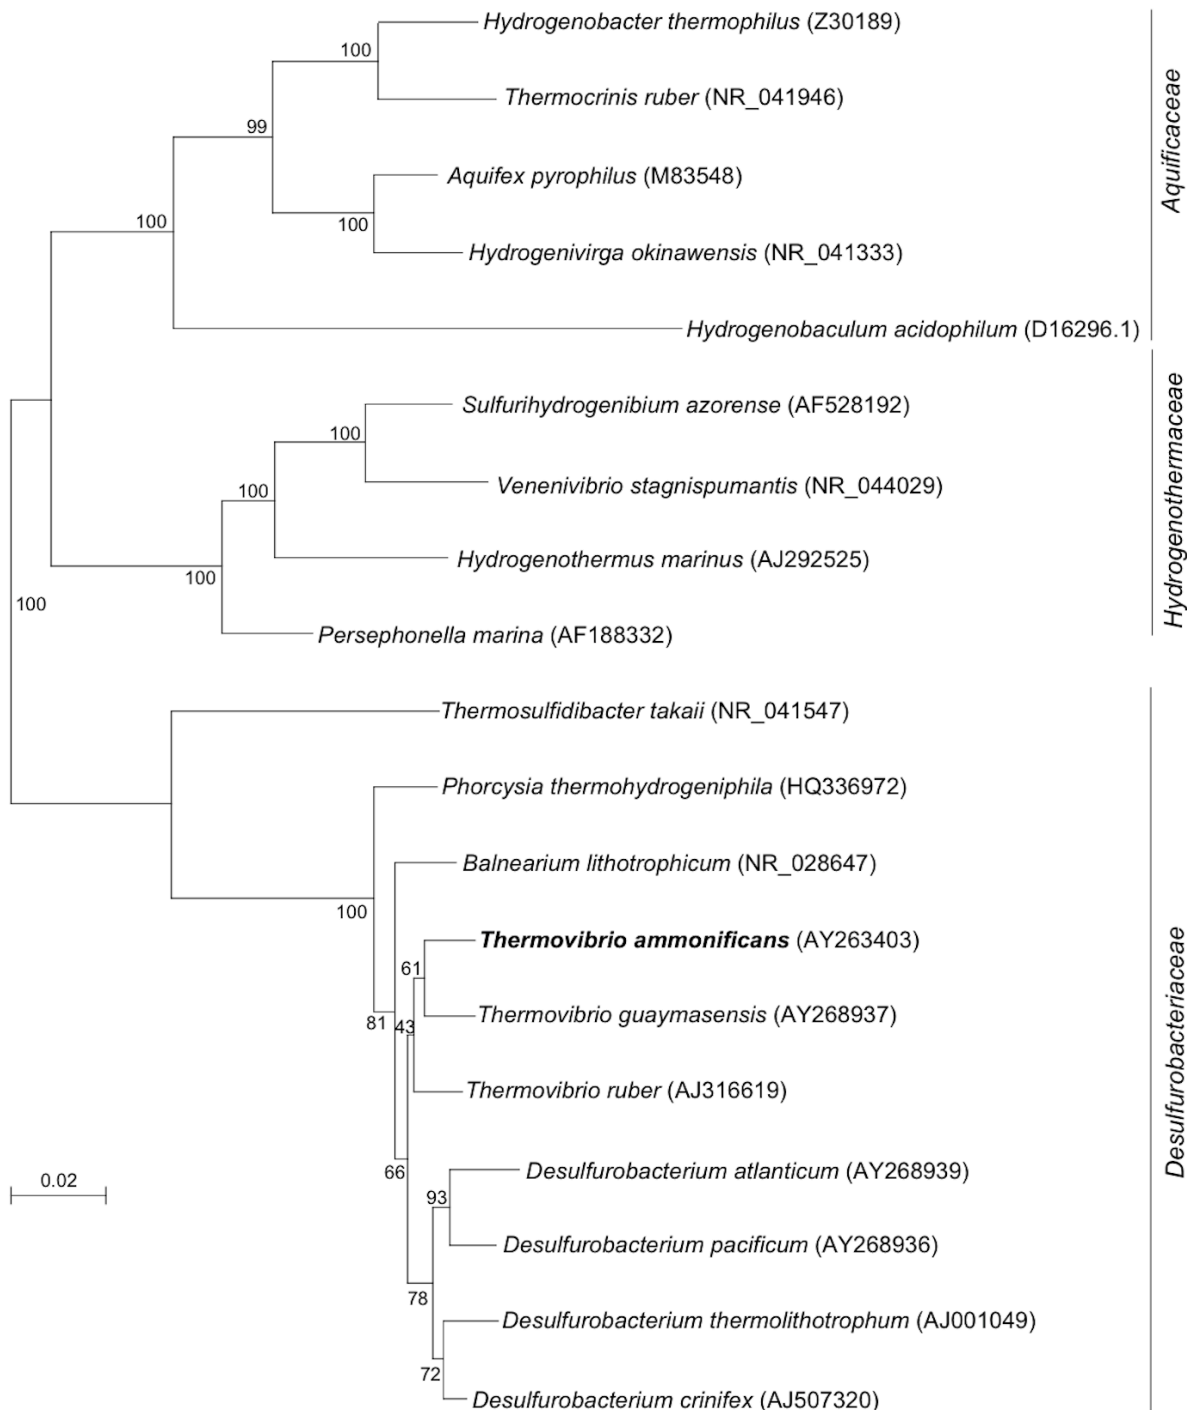 Hydrogenobacter thermophilus (Z30189)
100
Thermocrinis ruber (NR_041946)
99
Aquifex pyrophilus (M83548)
100
100
Hydrogenivirga okinawensis (NR_041333)
Hydrogenobaculum acidophilum (D16296.1)
Aquificaceae
Sulfurihydrogenibium azorense (AF528192)
100
Venenivibrio stagnispumantis (NR_044029)
100
Hydrogenothermus marinus (AJ292525)
100
100
Persephonella marina (AF188332)
Hydrogenothermaceae
Thermosulfidibacter takaii (NR_041547)
Phorcysia thermohydrogeniphila (HQ336972)
Balnearium lithotrophicum (NR_028647)
100
Thermovibrio ammonificans (AY263403)
61
Thermovibrio guaymasensis (AY268937)
81
43
Thermovibrio ruber (AJ316619)
66
Desulfurobacterium atlanticum (AY268939)
93
Desulfurobacterium pacificum (AY268936)
78
Desulfurobacterium thermolithotrophum (AJ001049)
72
Desulfurobacterium crinifex (AJ507320)
Desulfurobacteriaceae
0.02